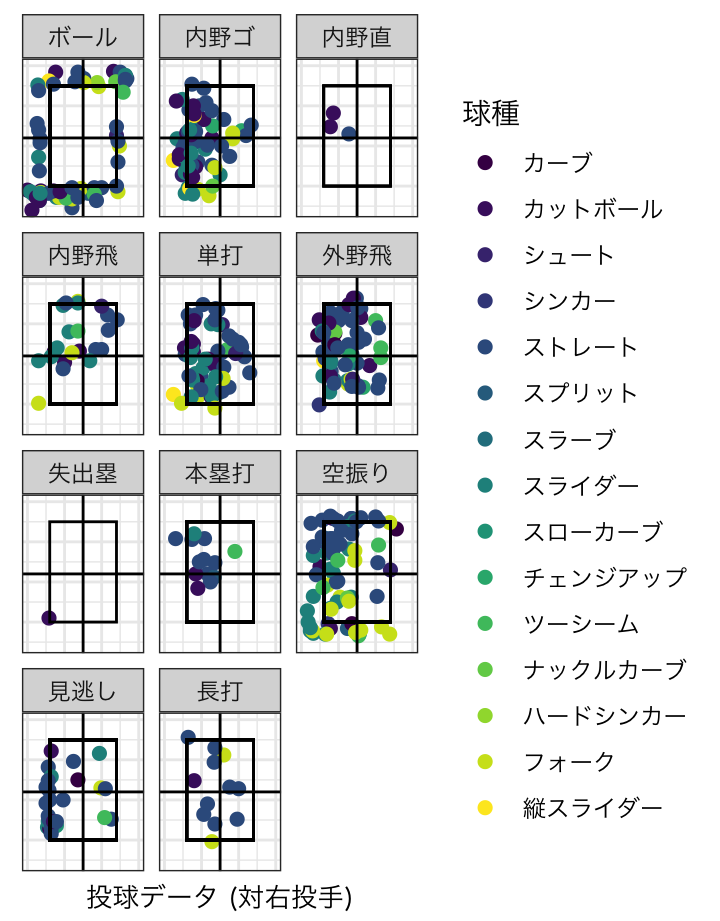 ボール
内野ゴ
内野直
内野飛
単打
外野飛
失出塁
本塁打
空振り
見逃し
長打
球種
カーブ
カットボール
シュート
シンカー
ストレート
スプリット
スラーブ
スライダー
スローカーブ
チェンジアップ
ツーシーム
ナックルカーブ
ハードシンカー
フォーク
縦スライダー
投球データ (対右投手)